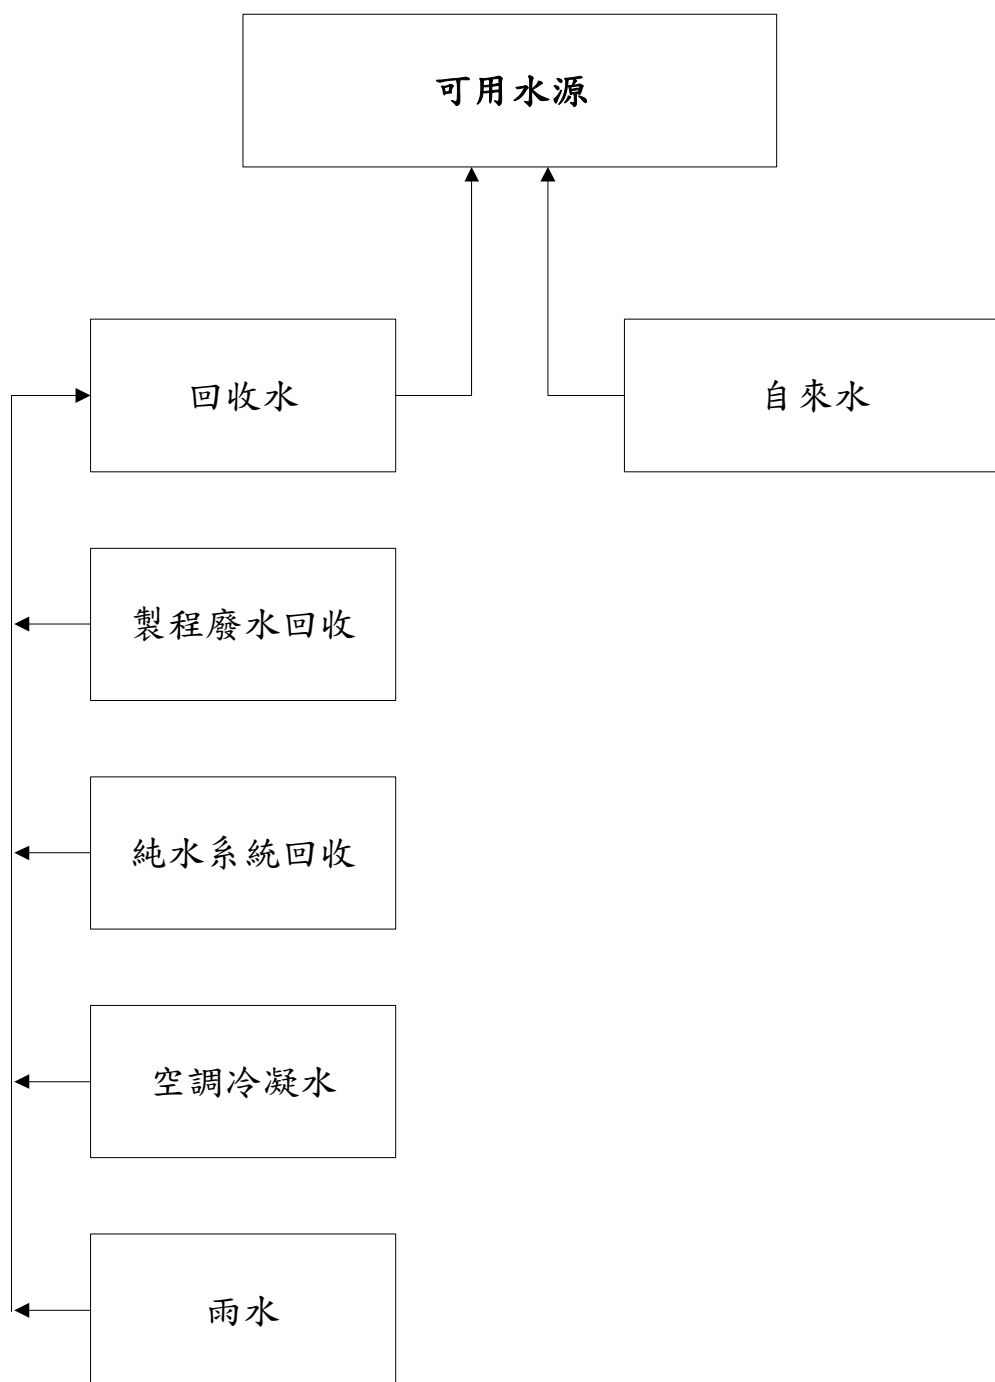 可用水源
回收水
自來水
製程廢水回收
純水系統回收
空調冷凝水
雨水